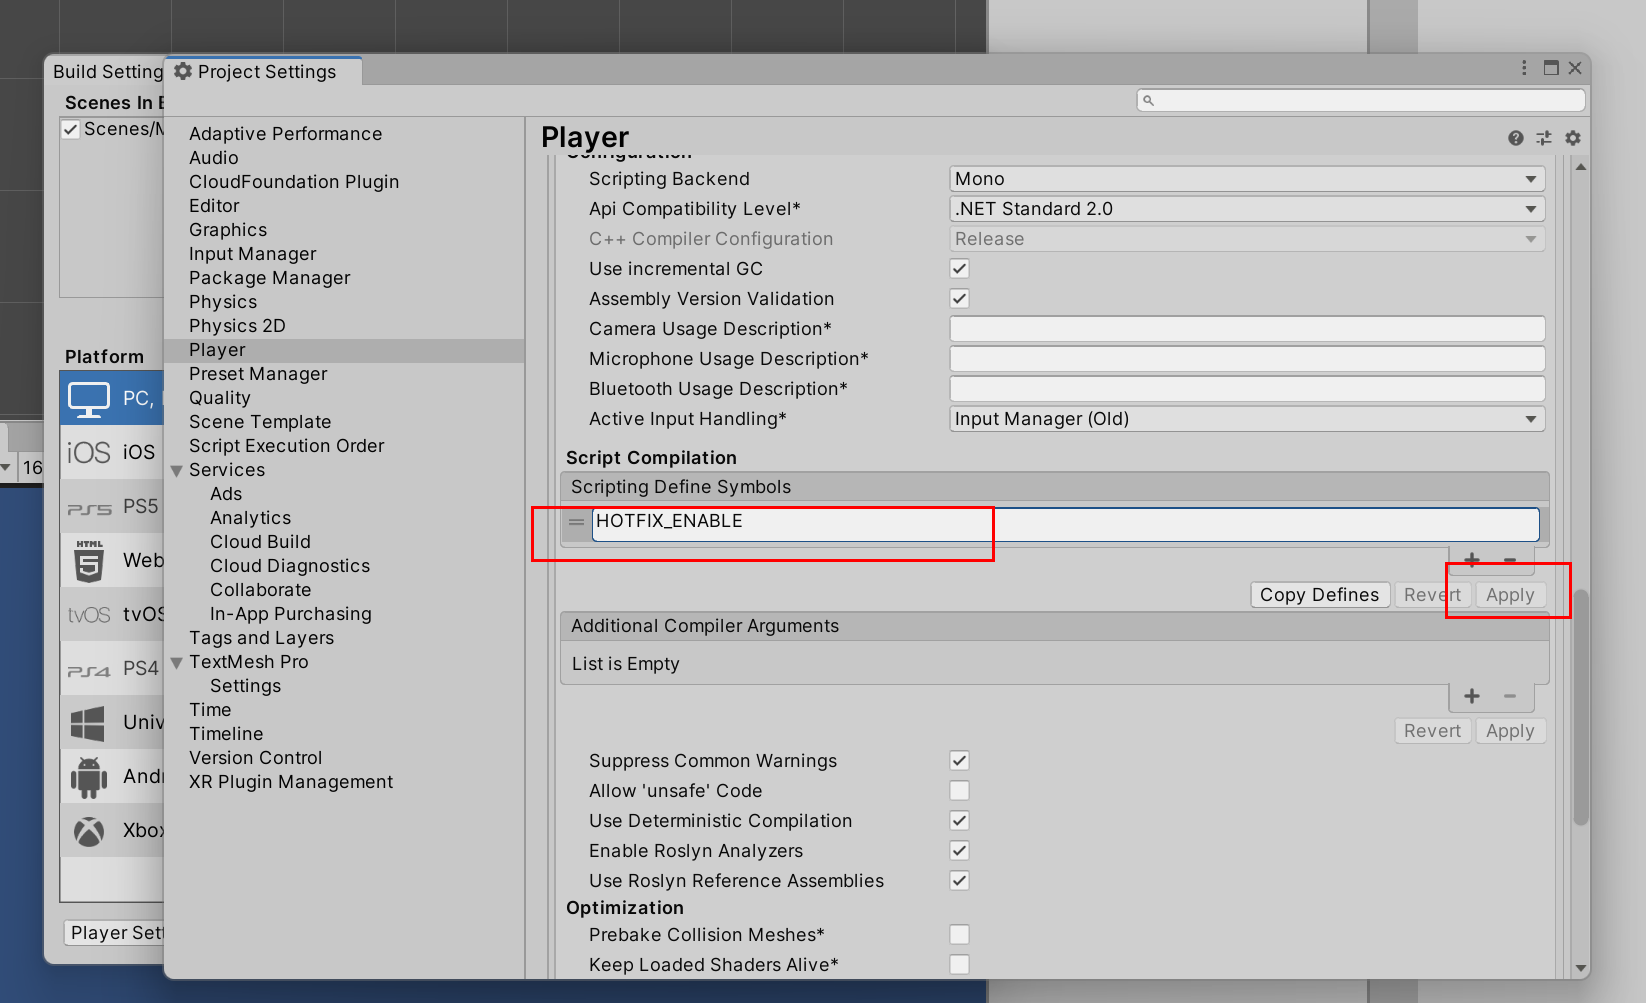 Build Setting
Project Settings
Scenes In
Scenes/M
Platform
PC,
iOS
iOS
PS5
PS5
HTML
5
Web
tvOS
tvOS
PS4
PS4
Univ
Andr
Xbox
Player Sett
16
Adaptive Performance
Audio
CloudFoundation Plugin
Editor
Graphics
Input Manager
Package Manager
Physics
Physics 2D
Player
Preset Manager
Quality
Scene Template
Script Execution Order
Services
Ads
Analytics
Cloud Build
Cloud Diagnostics
Collaborate
In-App Purchasing
Tags and Layers
TextMesh Pro
Settings
Time
Timeline
Version Control
XR Plugin Management
Player
Configuration
Scripting Backend Mono
Api Compatibility Level* .NET Standard 2.0
C++ Compiler Configuration Release
Use incremental GC
Assembly Version Validation
Camera Usage Description*
Microphone Usage Description*
Bluetooth Usage Description*
Active Input Handling* Input Manager (Old)
Script Compilation
Scripting Define Symbols
HOTFIX_ENABLE
Copy Defines Revert Apply
Additional Compiler Arguments
List is Empty
Revert Apply
Suppress Common Warnings
Allow 'unsafe' Code
Use Deterministic Compilation
Enable Roslyn Analyzers
Use Roslyn Reference Assemblies
Optimization
Prebake Collision Meshes*
Keep Loaded Shaders Alive*